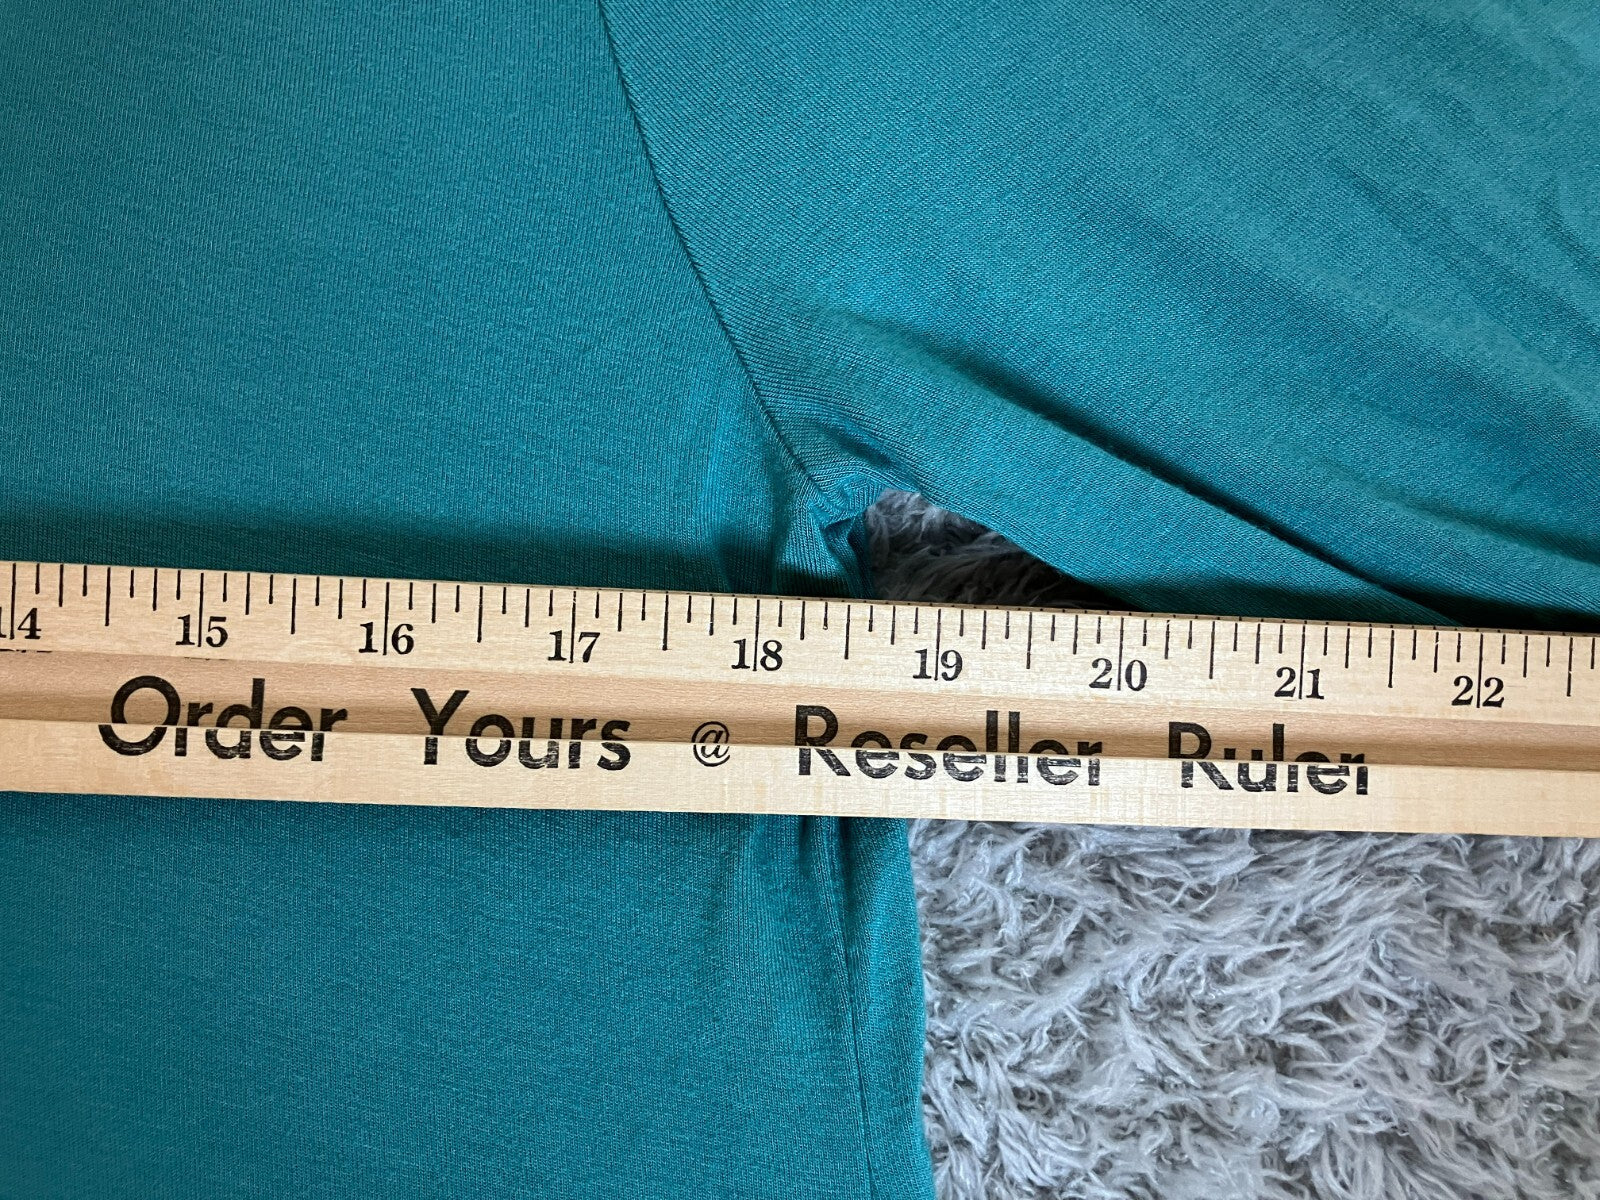 14 15 16 17 18 19 20 21 22
Order Yours @ Reseller Ruler